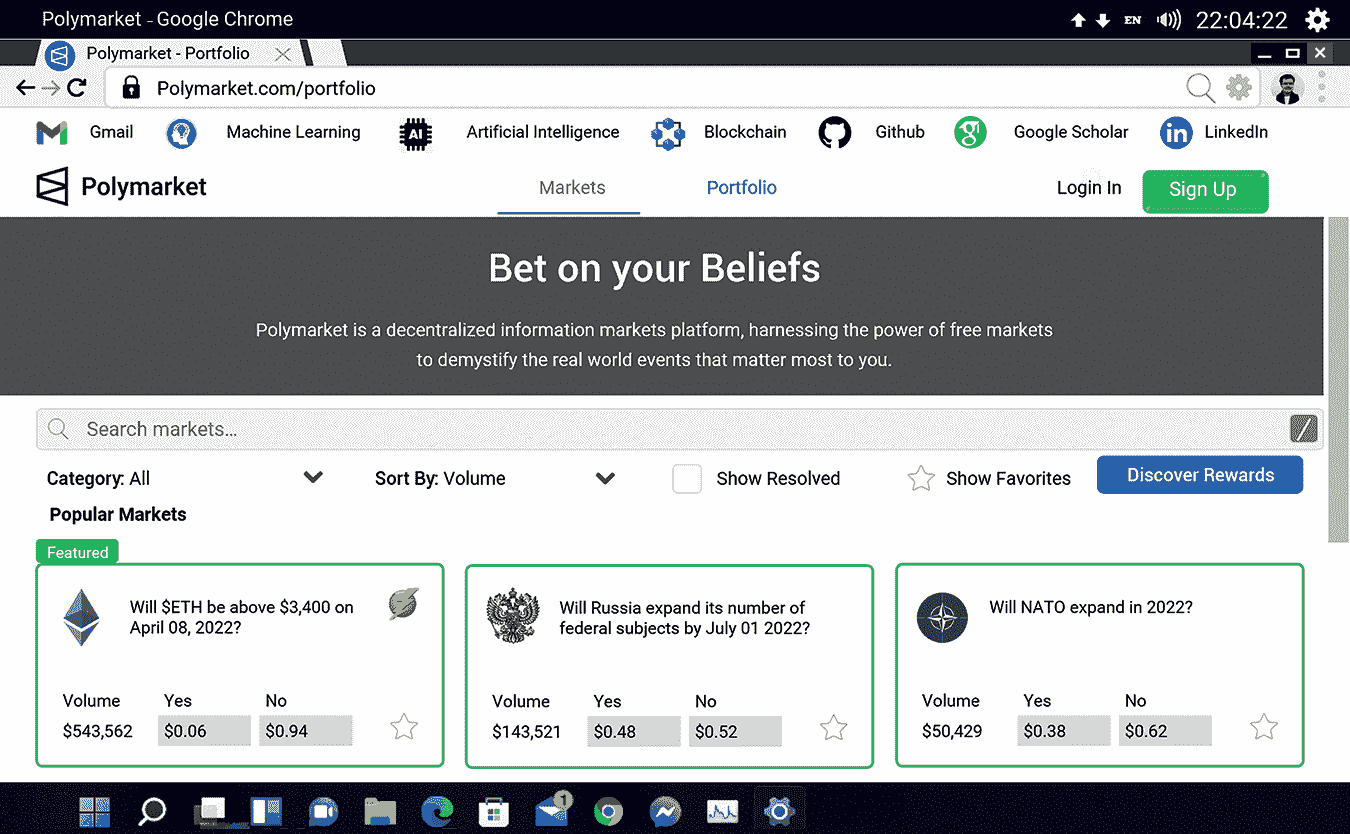 Polymarket - Google Chrome
EN
22:04:22
Polymarket - Portfolio
Polymarket.com/portfolio
Gmail
Machine Learning
AI
Artificial Intelligence
Blockchain
Github
Google Scholar
in
LinkedIn
Polymarket
Markets
Portfolio
Login In
Sign Up
Bet on your Beliefs
Polymarket is a decentralized information markets platform, harnessing the power of free markets
to demystify the real world events that matter most to you.
Search markets...
/
Category: All
Sort By: Volume
Show Resolved
Show Favorites
Discover Rewards
Popular Markets
Featured
Will $ETH be above $3,400 on
April 08, 2022?
Volume
Yes
No
$543,562
$0.06
$0.94
Will Russia expand its number of
federal subjects by July 01 2022?
Volume
Yes
No
$143,521
$0.48
$0.52
Will NATO expand in 2022?
Volume
Yes
No
$50,429
$0.38
$0.62
1